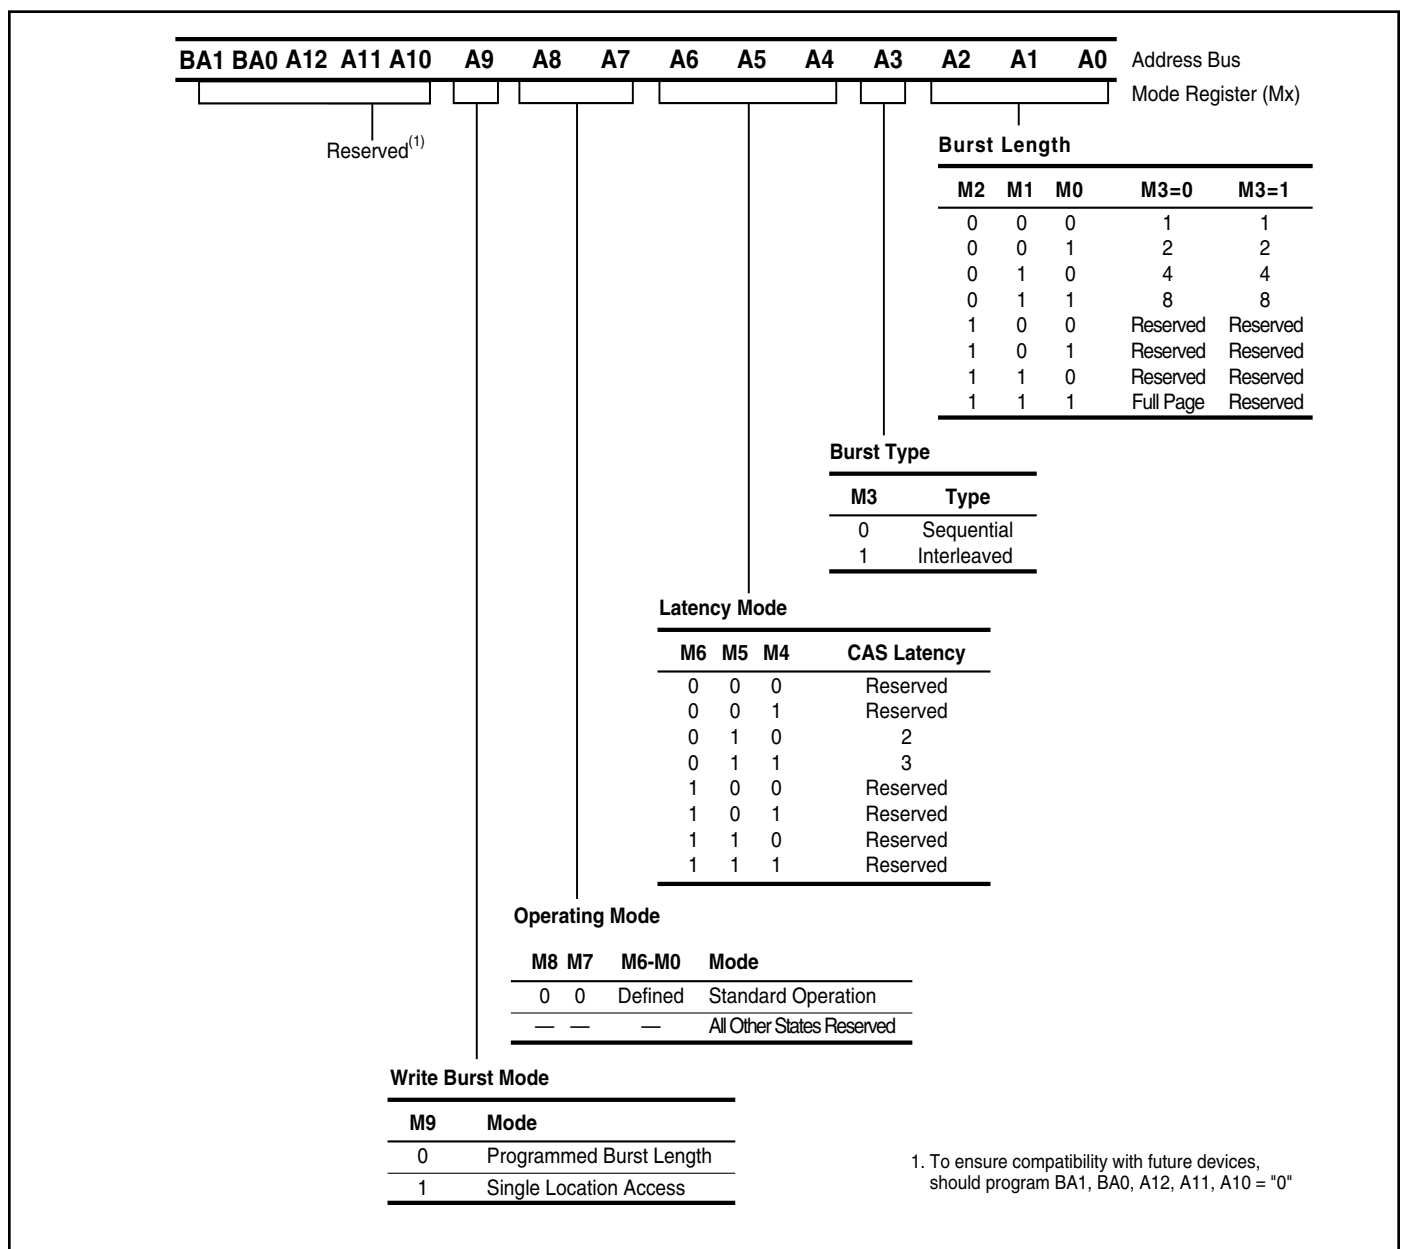 BA1 BA0 A12 A11 A10 A9 A8 A7 A6 A5 A4 A3 A2 A1 A0 Address Bus
Mode Register (Mx)
Reserved(1)
Burst Length
M2 M1 M0 M3=0 M3=1
0 0 0 1 1
0 0 1 2 2
0 1 0 4 4
0 1 1 8 8
1 0 0 Reserved Reserved
1 0 1 Reserved Reserved
1 1 0 Reserved Reserved
1 1 1 Full Page Reserved
Burst Type
M3 Type
0 Sequential
1 Interleaved
Latency Mode
M6 M5 M4 CAS Latency
0 0 0 Reserved
0 0 1 Reserved
0 1 0 2
0 1 1 3
1 0 0 Reserved
1 0 1 Reserved
1 1 0 Reserved
1 1 1 Reserved
Operating Mode
M8 M7 M6-M0 Mode
0 0 Defined Standard Operation
— — — All Other States Reserved
Write Burst Mode
M9 Mode
0 Programmed Burst Length
1 Single Location Access
1. To ensure compatibility with future devices,
should program BA1, BA0, A12, A11, A10 = "0"